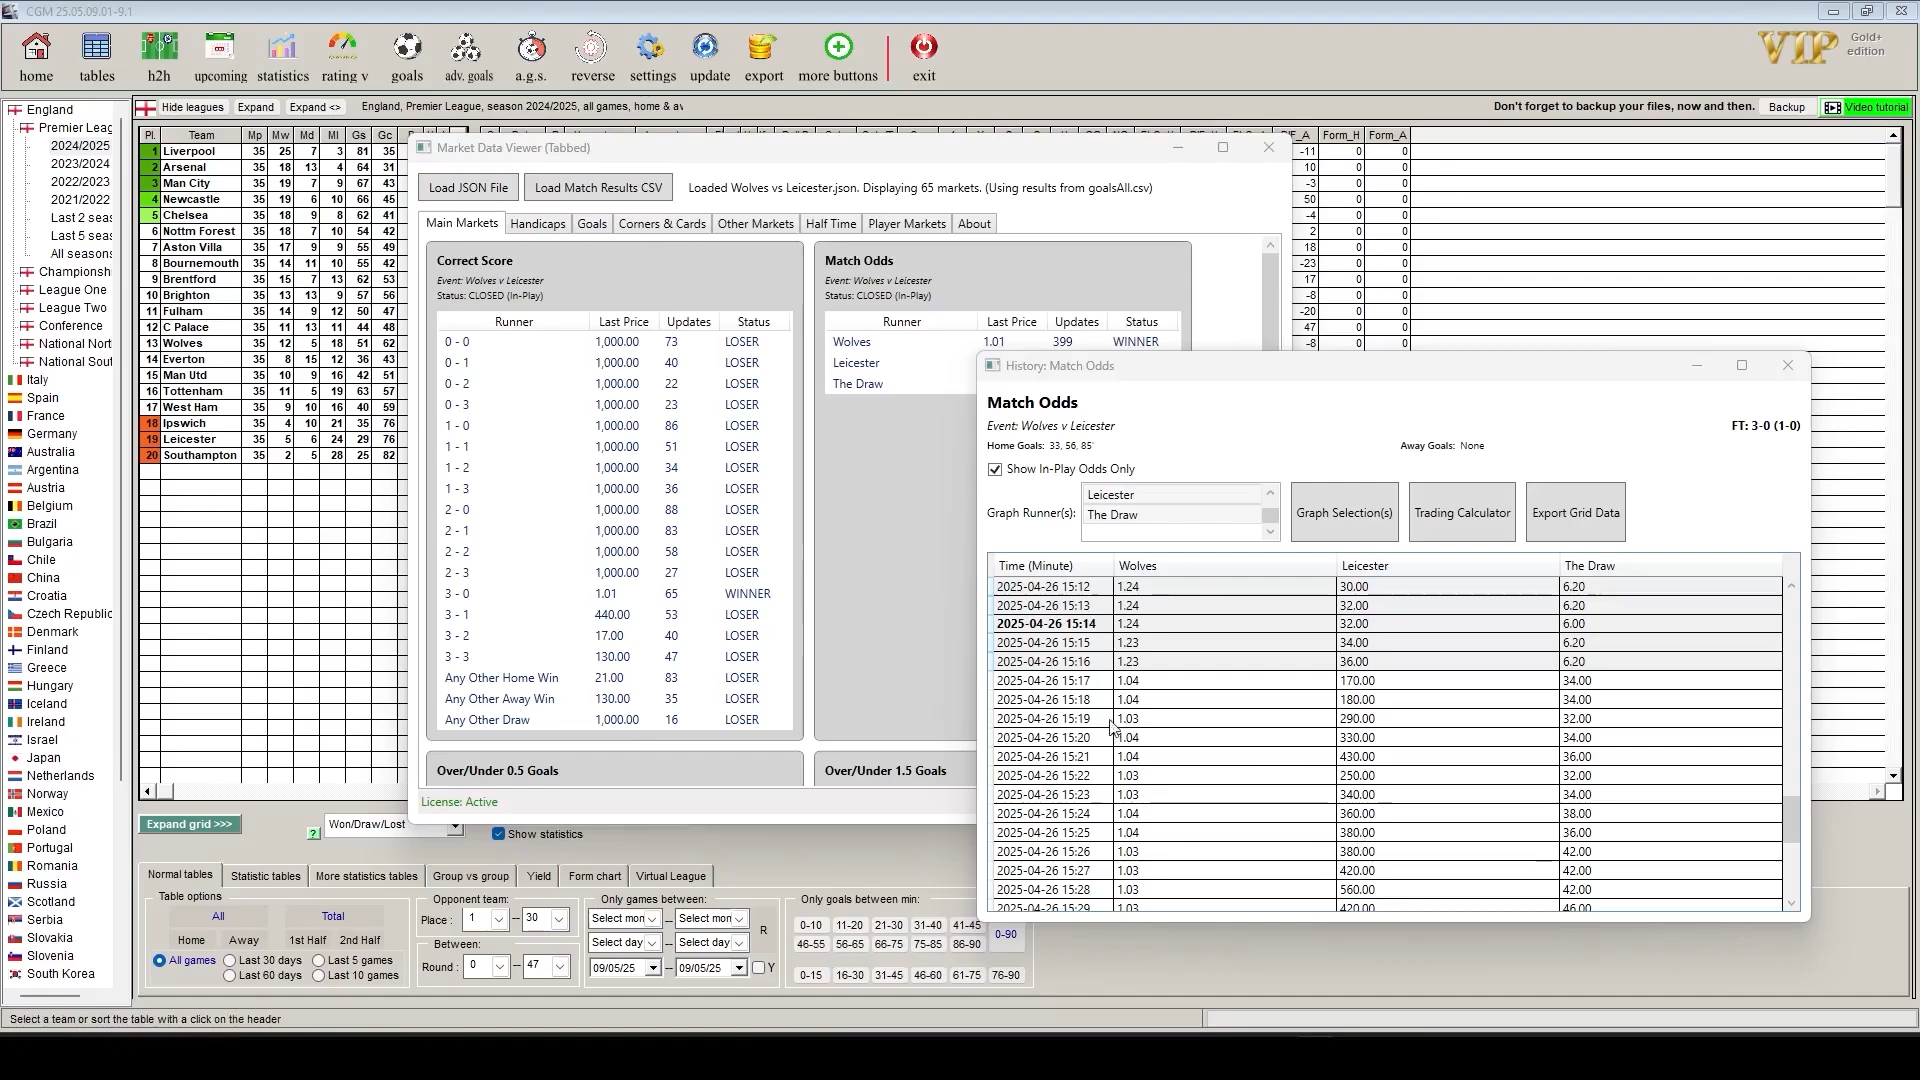 CGM 25.05.09.01-9.1
home tables h2h upcoming statistics rating v goals adv. goals a.g.s. reverse settings update export more buttons exit
VIP Gold+ edition
Hide leagues Expand Expand <> England, Premier League, season 2024/2025, all games, home & av
Don't forget to backup your files, now and then. Backup Video tutorial
England
Premier Leag
2024/2025
2023/2024
2022/2023
2021/2022
Last 2 seas
Last 5 seas
All seasons
Championsh
League One
League Two
Conference
National Nort
National Sout
Italy
Spain
France
Germany
Australia
Argentina
Austria
Belgium
Brazil
Bulgaria
Chile
China
Croatia
Czech Republic
Denmark
Finland
Greece
Hungary
Iceland
Ireland
Israel
Japan
Netherlands
Norway
Mexico
Poland
Portugal
Romania
Russia
Scotland
Serbia
Slovakia
Slovenia
South Korea
Pl. Team Mp Mw Md Ml Gs Gc
1 Liverpool 35 25 7 3 81 35
2 Arsenal 35 18 13 4 64 31
3 Man City 35 19 7 9 67 43
4 Newcastle 35 19 6 10 66 45
5 Chelsea 35 18 9 8 62 41
6 Nottm Forest 35 18 7 10 54 42
7 Aston Villa 35 17 9 9 55 49
8 Bournemouth 35 14 11 10 55 42
9 Brentford 35 15 7 13 62 53
10 Brighton 35 13 13 9 57 56
11 Fulham 35 14 9 12 50 47
12 C Palace 35 11 13 11 44 48
13 Wolves 35 12 5 18 51 62
14 Everton 35 8 15 12 36 43
15 Man Utd 35 10 9 16 42 51
16 Tottenham 35 11 5 19 63 57
17 West Ham 35 9 10 16 40 59
18 Ipswich 35 4 10 21 35 76
19 Leicester 35 5 6 24 29 76
20 Southampton 35 2 5 28 25 82
Form_H Form_A
-11 0 0
10 0 0
-3 0 0
50 0 0
-4 0 0
2 0 0
18 0 0
-23 0 0
17 0 0
-8 0 0
-20 0 0
47 0 0
-8 0 0
Market Data Viewer (Tabbed)
Load JSON File Load Match Results CSV Loaded Wolves vs Leicester.json. Displaying 65 markets. (Using results from goalsAll.csv)
Main Markets Handicaps Goals Corners & Cards Other Markets Half Time Player Markets About
Correct Score
Event: Wolves v Leicester
Status: CLOSED (In-Play)
Runner Last Price Updates Status
0 - 0 1,000.00 73 LOSER
0 - 1 1,000.00 40 LOSER
0 - 2 1,000.00 22 LOSER
0 - 3 1,000.00 23 LOSER
1 - 0 1,000.00 86 LOSER
1 - 1 1,000.00 51 LOSER
1 - 2 1,000.00 34 LOSER
1 - 3 1,000.00 36 LOSER
2 - 0 1,000.00 88 LOSER
2 - 1 1,000.00 83 LOSER
2 - 2 1,000.00 58 LOSER
2 - 3 1,000.00 27 LOSER
3 - 0 1.01 65 WINNER
3 - 1 440.00 53 LOSER
3 - 2 17.00 40 LOSER
3 - 3 130.00 47 LOSER
Any Other Home Win 21.00 83 LOSER
Any Other Away Win 130.00 35 LOSER
Any Other Draw 1,000.00 16 LOSER
Match Odds
Event: Wolves v Leicester
Status: CLOSED (In-Play)
Runner Last Price Updates Status
Wolves 1.01 399 WINNER
Leicester
The Draw
Over/Under 0.5 Goals
Over/Under 1.5 Goals
License: Active
History: Match Odds
Match Odds
Event: Wolves v Leicester
FT: 3-0 (1-0)
Home Goals: 33, 56, 85'
Away Goals: None
Show In-Play Odds Only
Graph Runner(s):
Leicester
The Draw
Graph Selection(s) Trading Calculator Export Grid Data
Time (Minute) Wolves Leicester The Draw
2025-04-26 15:12 1.24 30.00 6.20
2025-04-26 15:13 1.24 32.00 6.20
2025-04-26 15:14 1.24 32.00 6.00
2025-04-26 15:15 1.23 34.00 6.20
2025-04-26 15:16 1.23 36.00 6.20
2025-04-26 15:17 1.04 170.00 34.00
2025-04-26 15:18 1.04 180.00 34.00
2025-04-26 15:19 1.03 290.00 32.00
2025-04-26 15:20 1.04 330.00 34.00
2025-04-26 15:21 1.04 430.00 36.00
2025-04-26 15:22 1.03 250.00 32.00
2025-04-26 15:23 1.03 340.00 34.00
2025-04-26 15:24 1.04 360.00 38.00
2025-04-26 15:25 1.04 380.00 36.00
2025-04-26 15:26 1.03 380.00 42.00
2025-04-26 15:27 1.03 420.00 42.00
2025-04-26 15:28 1.03 560.00 42.00
2025-04-26 15:29 1.03 420.00 46.00
Expand grid >>> ? Won/Draw/Lost Show statistics
Normal tables Statistic tables More statistics tables Group vs group Yield Form chart Virtual League
Table options
All Total
Home Away 1st Half 2nd Half
All games Last 30 days Last 5 games
Last 60 days Last 10 games
Opponent team:
Place : 1 -- 30
Between:
Round : 0 -- 47
Only games between:
Select mon -- Select mon
R
Select day -- Select day
09/05/25 -- 09/05/25 Y
Only goals between min:
0-10 11-20 21-30 31-40 41-45
0-90
46-55 56-65 66-75 75-85 86-90
0-15 16-30 31-45 46-60 61-75 76-90
Select a team or sort the table with a click on the header